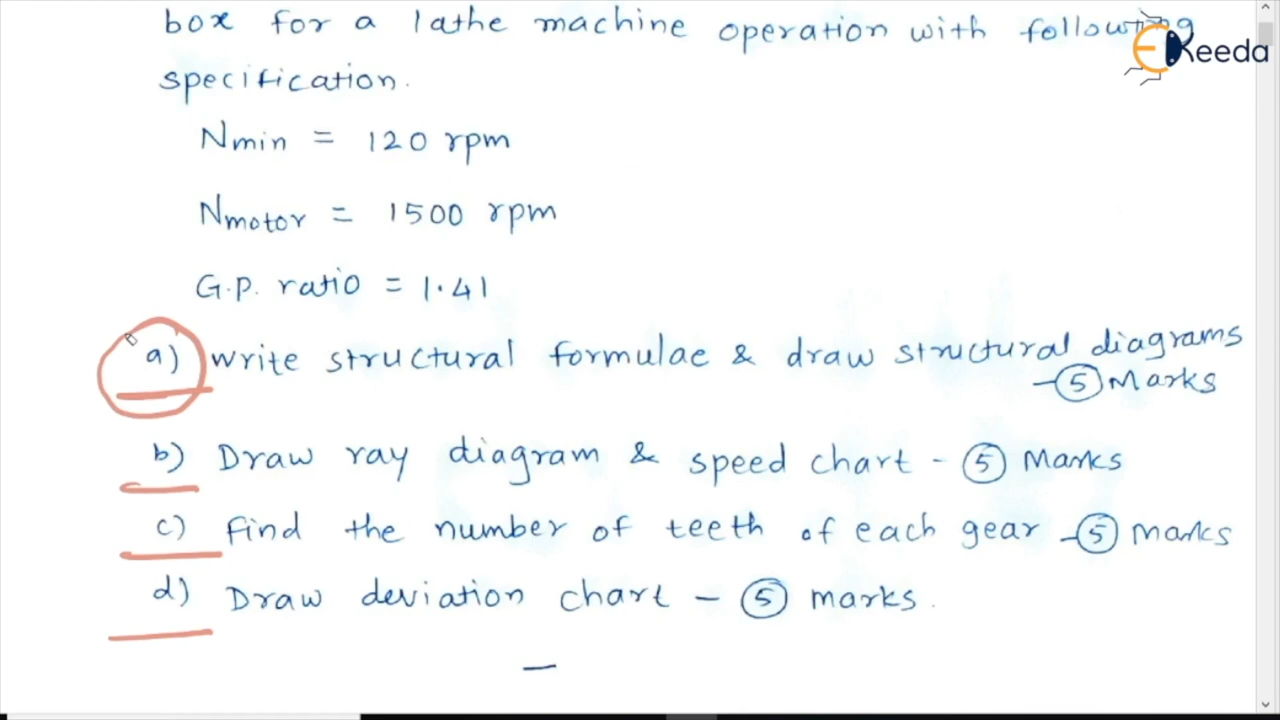 box for a lathe machine operation with following
Keeda
specification.
Nmin = 120 rpm
Nmotor = 1500 rpm
G.P. ratio = 1.41
a) write structural formulae & draw structural diagrams
- 5 Marks
b) Draw ray diagram & speed chart - 5 Marks
c) Find the number of teeth of each gear - 5 marks
d) Draw deviation chart - 5 marks.